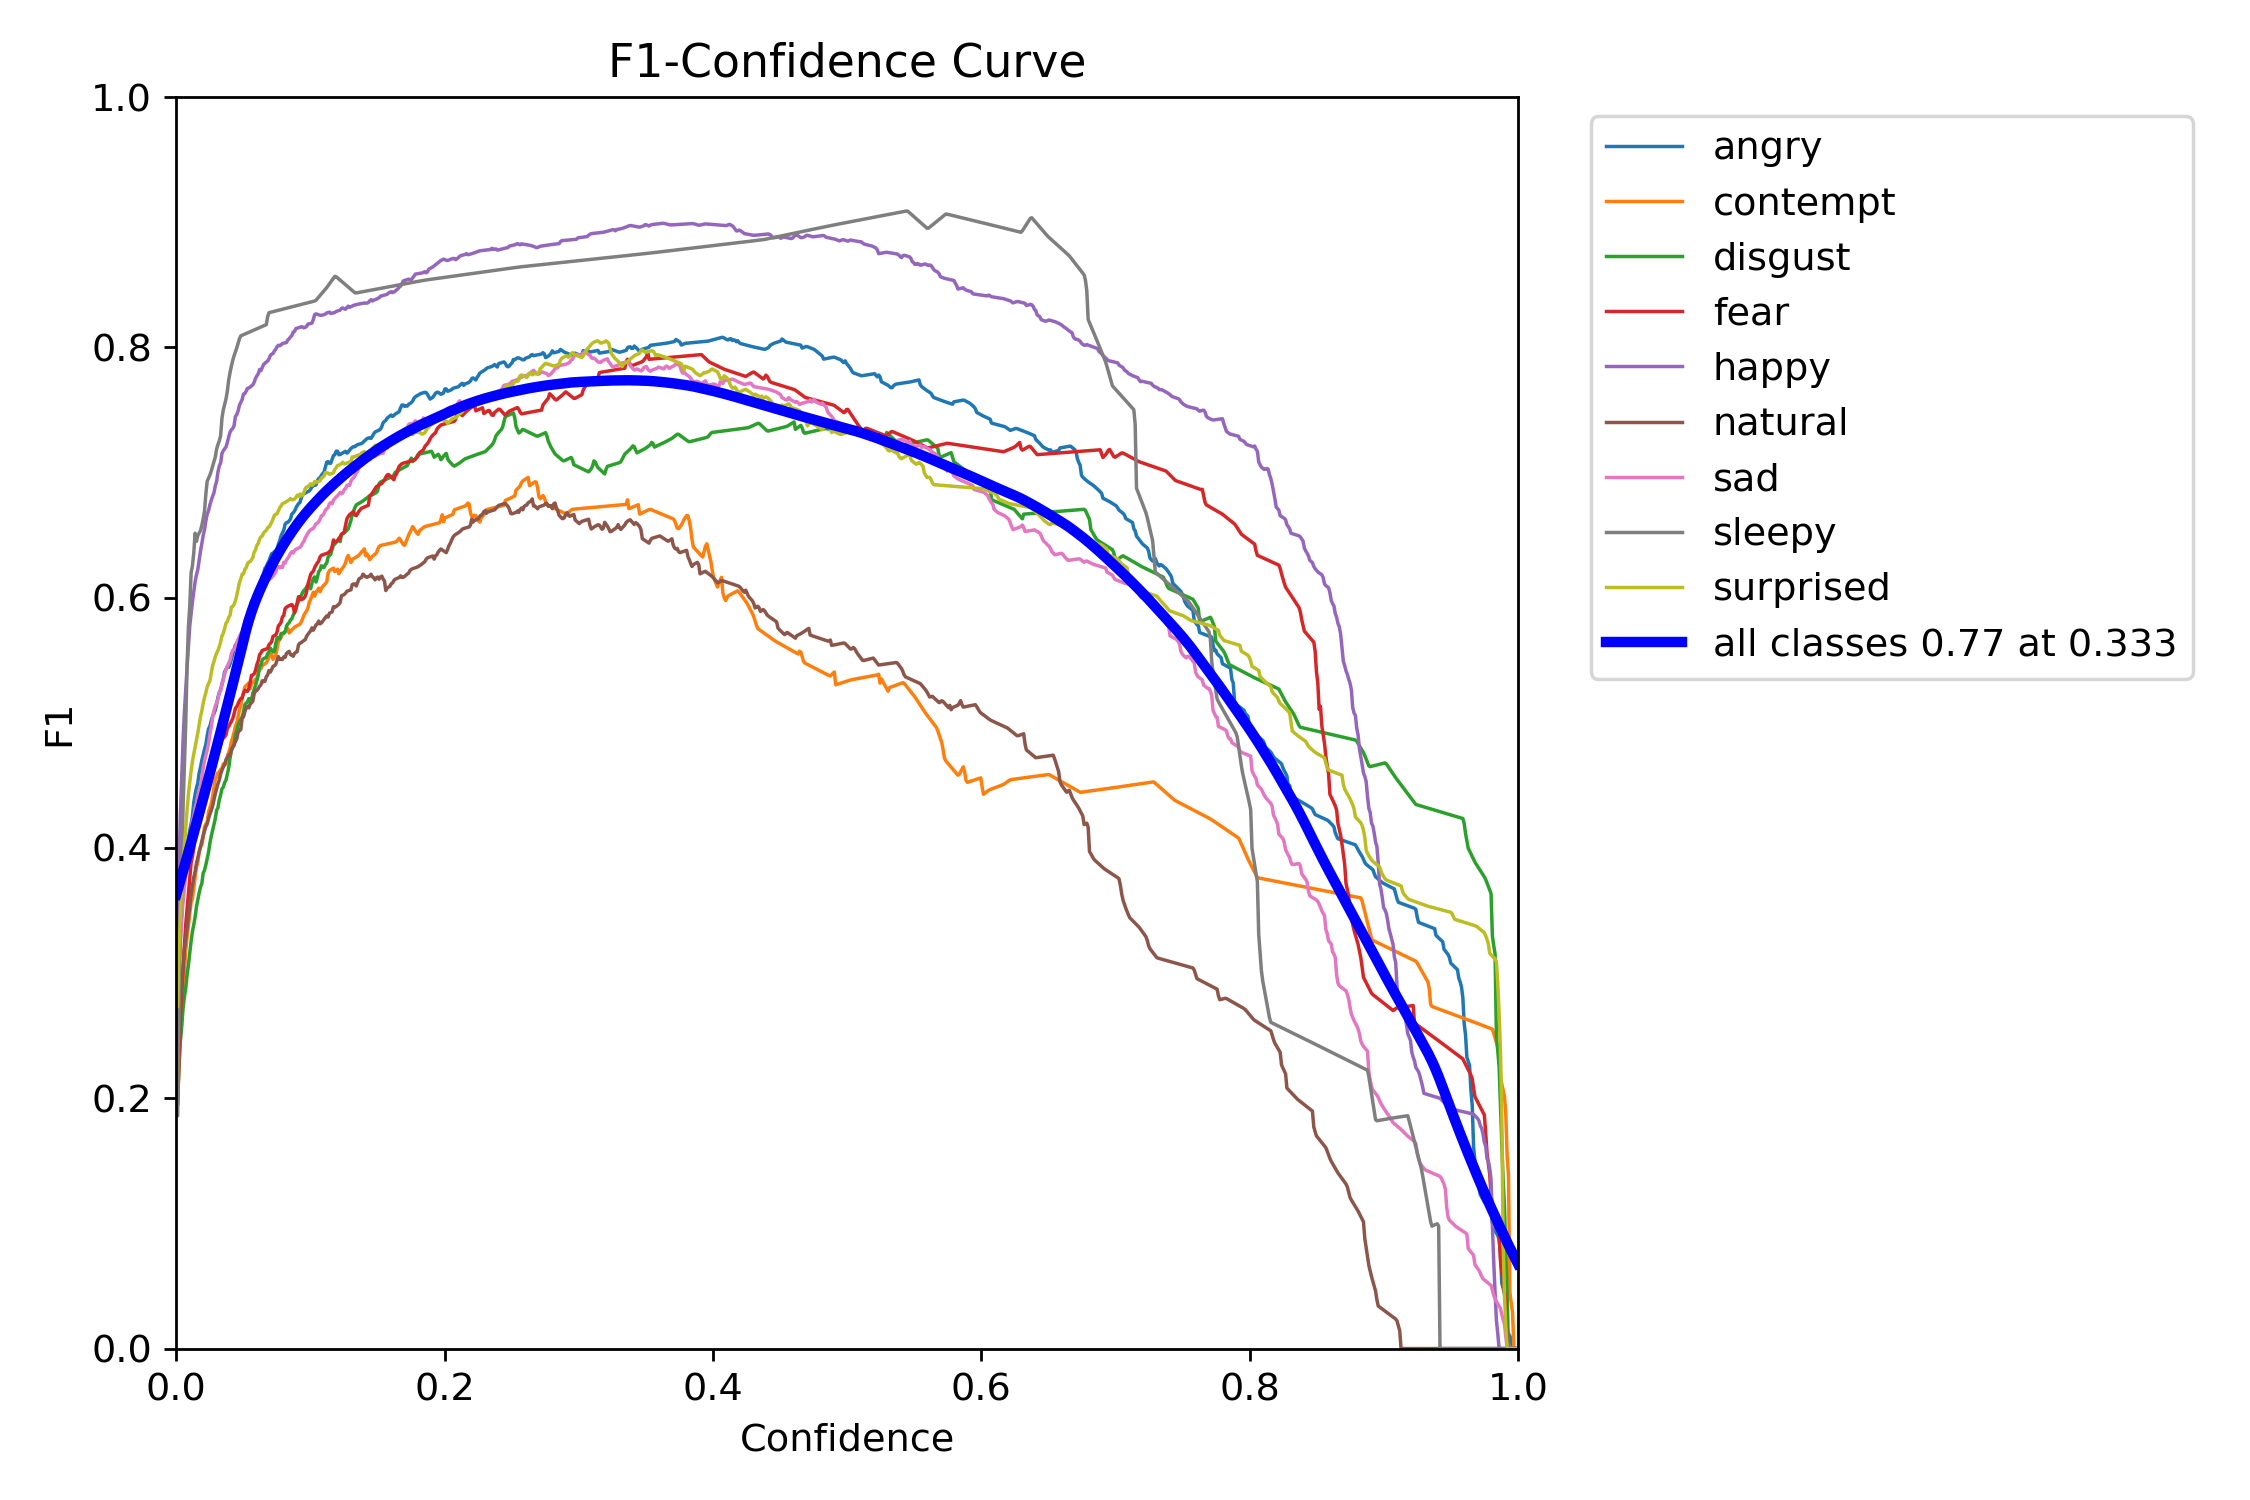 F1-Confidence Curve
1.0
0.8
0.6
0.4
0.2
0.0
F1
0.0 0.2 0.4 0.6 0.8 1.0
Confidence
angry
contempt
disgust
fear
happy
natural
sad
sleepy
surprised
all classes 0.77 at 0.333